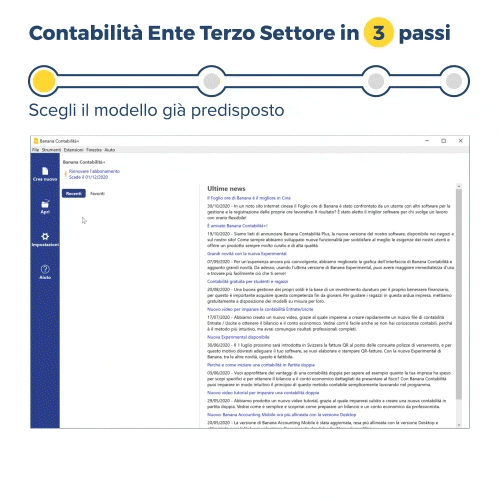 Contabilità Ente Terzo Settore in 3 passi
Scegli il modello già predisposto
Banana Contabilità+
File Strumenti Estensioni Finestra Aiuto
Banana Contabilità+
Rinnovare l'abbonamento
Scade il 01/12/2020
Crea nuovo
Recenti Favoriti
Apri
Impostazioni
Aiuto
Ultime news
Il Foglio ore di Banana è il migliore in Cina
30/10/2020 - In un noto sito internet cinese il Foglio ore di Banana è stato confrontato da un utente con altri software per la
gestione e la registrazione delle proprie ore lavorative. Il risultato? È stato eletto il miglior software per chi svolge un lavoro
con orario flessibile!
È arrivato Banana Contabilità+!
19/10/2020 - Siamo lieti di annunciare Banana Contabilità Plus, la nuova versione del nostro software, disponibile nei negozi e
sul nostro sito! Come sempre abbiamo sviluppato nuove funzionalità per soddisfare al meglio le esigenze dei nostri utenti e
offrire un prodotto sempre molto curato e di alta qualità.
Grandi novità con la nuova Experimental
07/09/2020 - Per un'esperienza ancora più coinvolgente, abbiamo migliorato la grafica dell'interfaccia di Banana Contabilità e
aggiunto grandi novità. Da adesso, usando l'ultima versione di Banana Experimental, puoi avere maggiore immediatezza d'uso
e trovare più facilmente ciò che ti serve!
Contabilità gratuita per studenti e ragazzi
20/08/2020 - Una buona gestione dei propri soldi è la base di un investimento duraturo per il proprio benessere finanziario,
per questo è importante acquisire questa competenza fin da giovani. Per guidare i ragazzi in questa ardua impresa, mettiamo
gratuitamente a disposizione dei modelli su misura per loro.
Nuovo video tutorial per imparare la contabilità Entrate/Uscite
17/07/2020 - Abbiamo creato un nuovo video, grazie al quale imparerai a creare rapidamente un nuovo file di contabilità
Entrate / Uscite e ottenere il bilancio e il conto economico. Vedrai com'è facile anche se non hai conoscenze contabili, perché
è il metodo più intuitivo, ma avrai comunque risultati professionali completi.
Nuova Experimental disponibile
30/06/2020 - Il 1 luglio prossimo sarà introdotta in Svizzera la fattura QR al posto delle consuete polizze di versamento, e per
questo motivo dovresti adeguare il tuo software, se vuoi elaborare e stampare QR-fatture. Con la nuova Experimental di
Banana, tra le altre novità, questo è fattibile.
Perché e come iniziare una contabilità in Partita doppia
03/06/2020 - Vuoi approfittare dei vantaggi di una contabilità doppia per sapere ad esempio quanto la tua impresa ha speso
per scopi specifici e per ottenere il bilancio e il conto economico dettagliati da presentare al fisco? Con Banana Contabilità
puoi imparare in modo intuitivo il principio di questo metodo contabile semplicemente lavorando nel programma.
Nuovo video tutorial per imparare una contabilità doppia
29/05/2020 - Abbiamo prodotto un nuovo video tutorial, grazie al quale imparerai subito a creare una nuova contabilità in
partita doppia. Vedrai come è semplice e scoprirai come preparare un bilancio e un conto economico da professionista.
Nuovo Banana Accounting Mobile ora più allineata con la versione Desktop
20/05/2020 - La versione di Banana Accounting Mobile è stata aggiornata, resa più allineata con la versione Desktop e